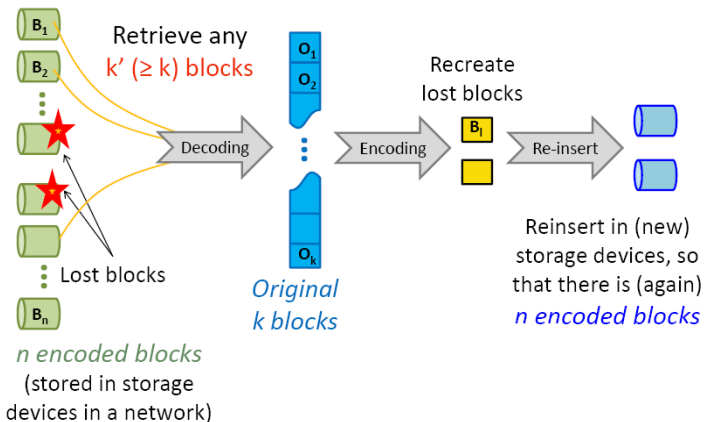 B1
B2
Bn
Lost blocks
n encoded blocks
(stored in storage
devices in a network)
Retrieve any
k' (≥ k) blocks
Decoding
O1
O2
Ok
Original
k blocks
Encoding
Recreate
lost blocks
Bl
Re-insert
Reinsert in (new)
storage devices, so
that there is (again)
n encoded blocks